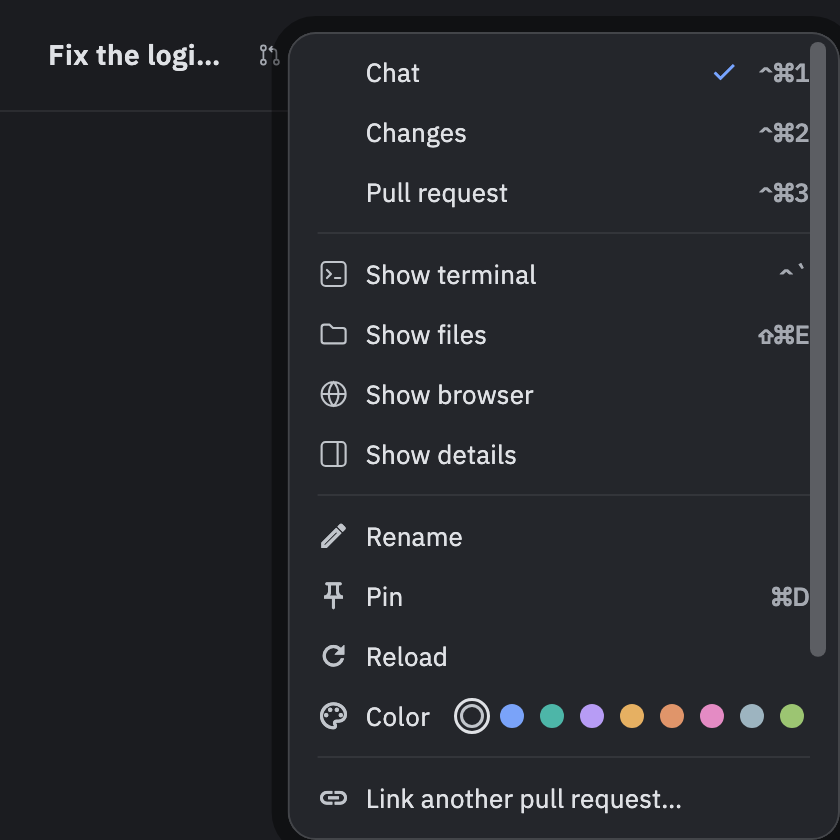 Fix the logi...
Chat ^⌘1
Changes ^⌘2
Pull request ^⌘3
Show terminal ^`
Show files ⇧⌘E
Show browser
Show details
Rename
Pin ⌘D
Reload
Color
Link another pull request...